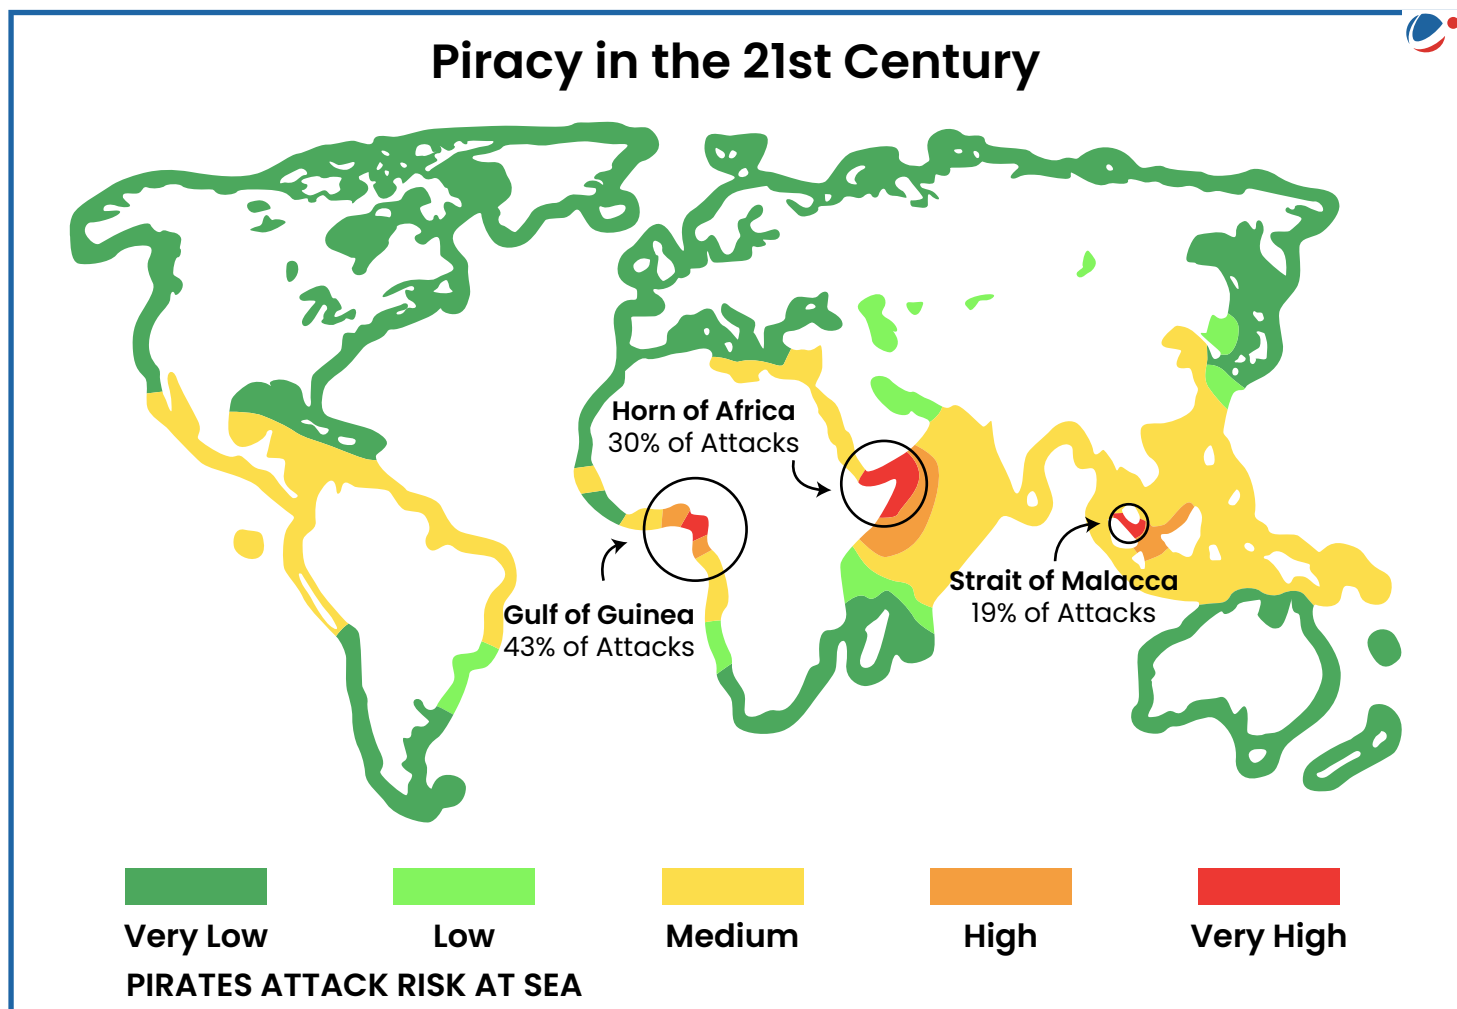 Piracy in the 21st Century
Horn of Africa
30% of Attacks
Gulf of Guinea
43% of Attacks
Strait of Malacca
19% of Attacks
Very Low
Low
Medium
High
Very High
PIRATES ATTACK RISK AT SEA